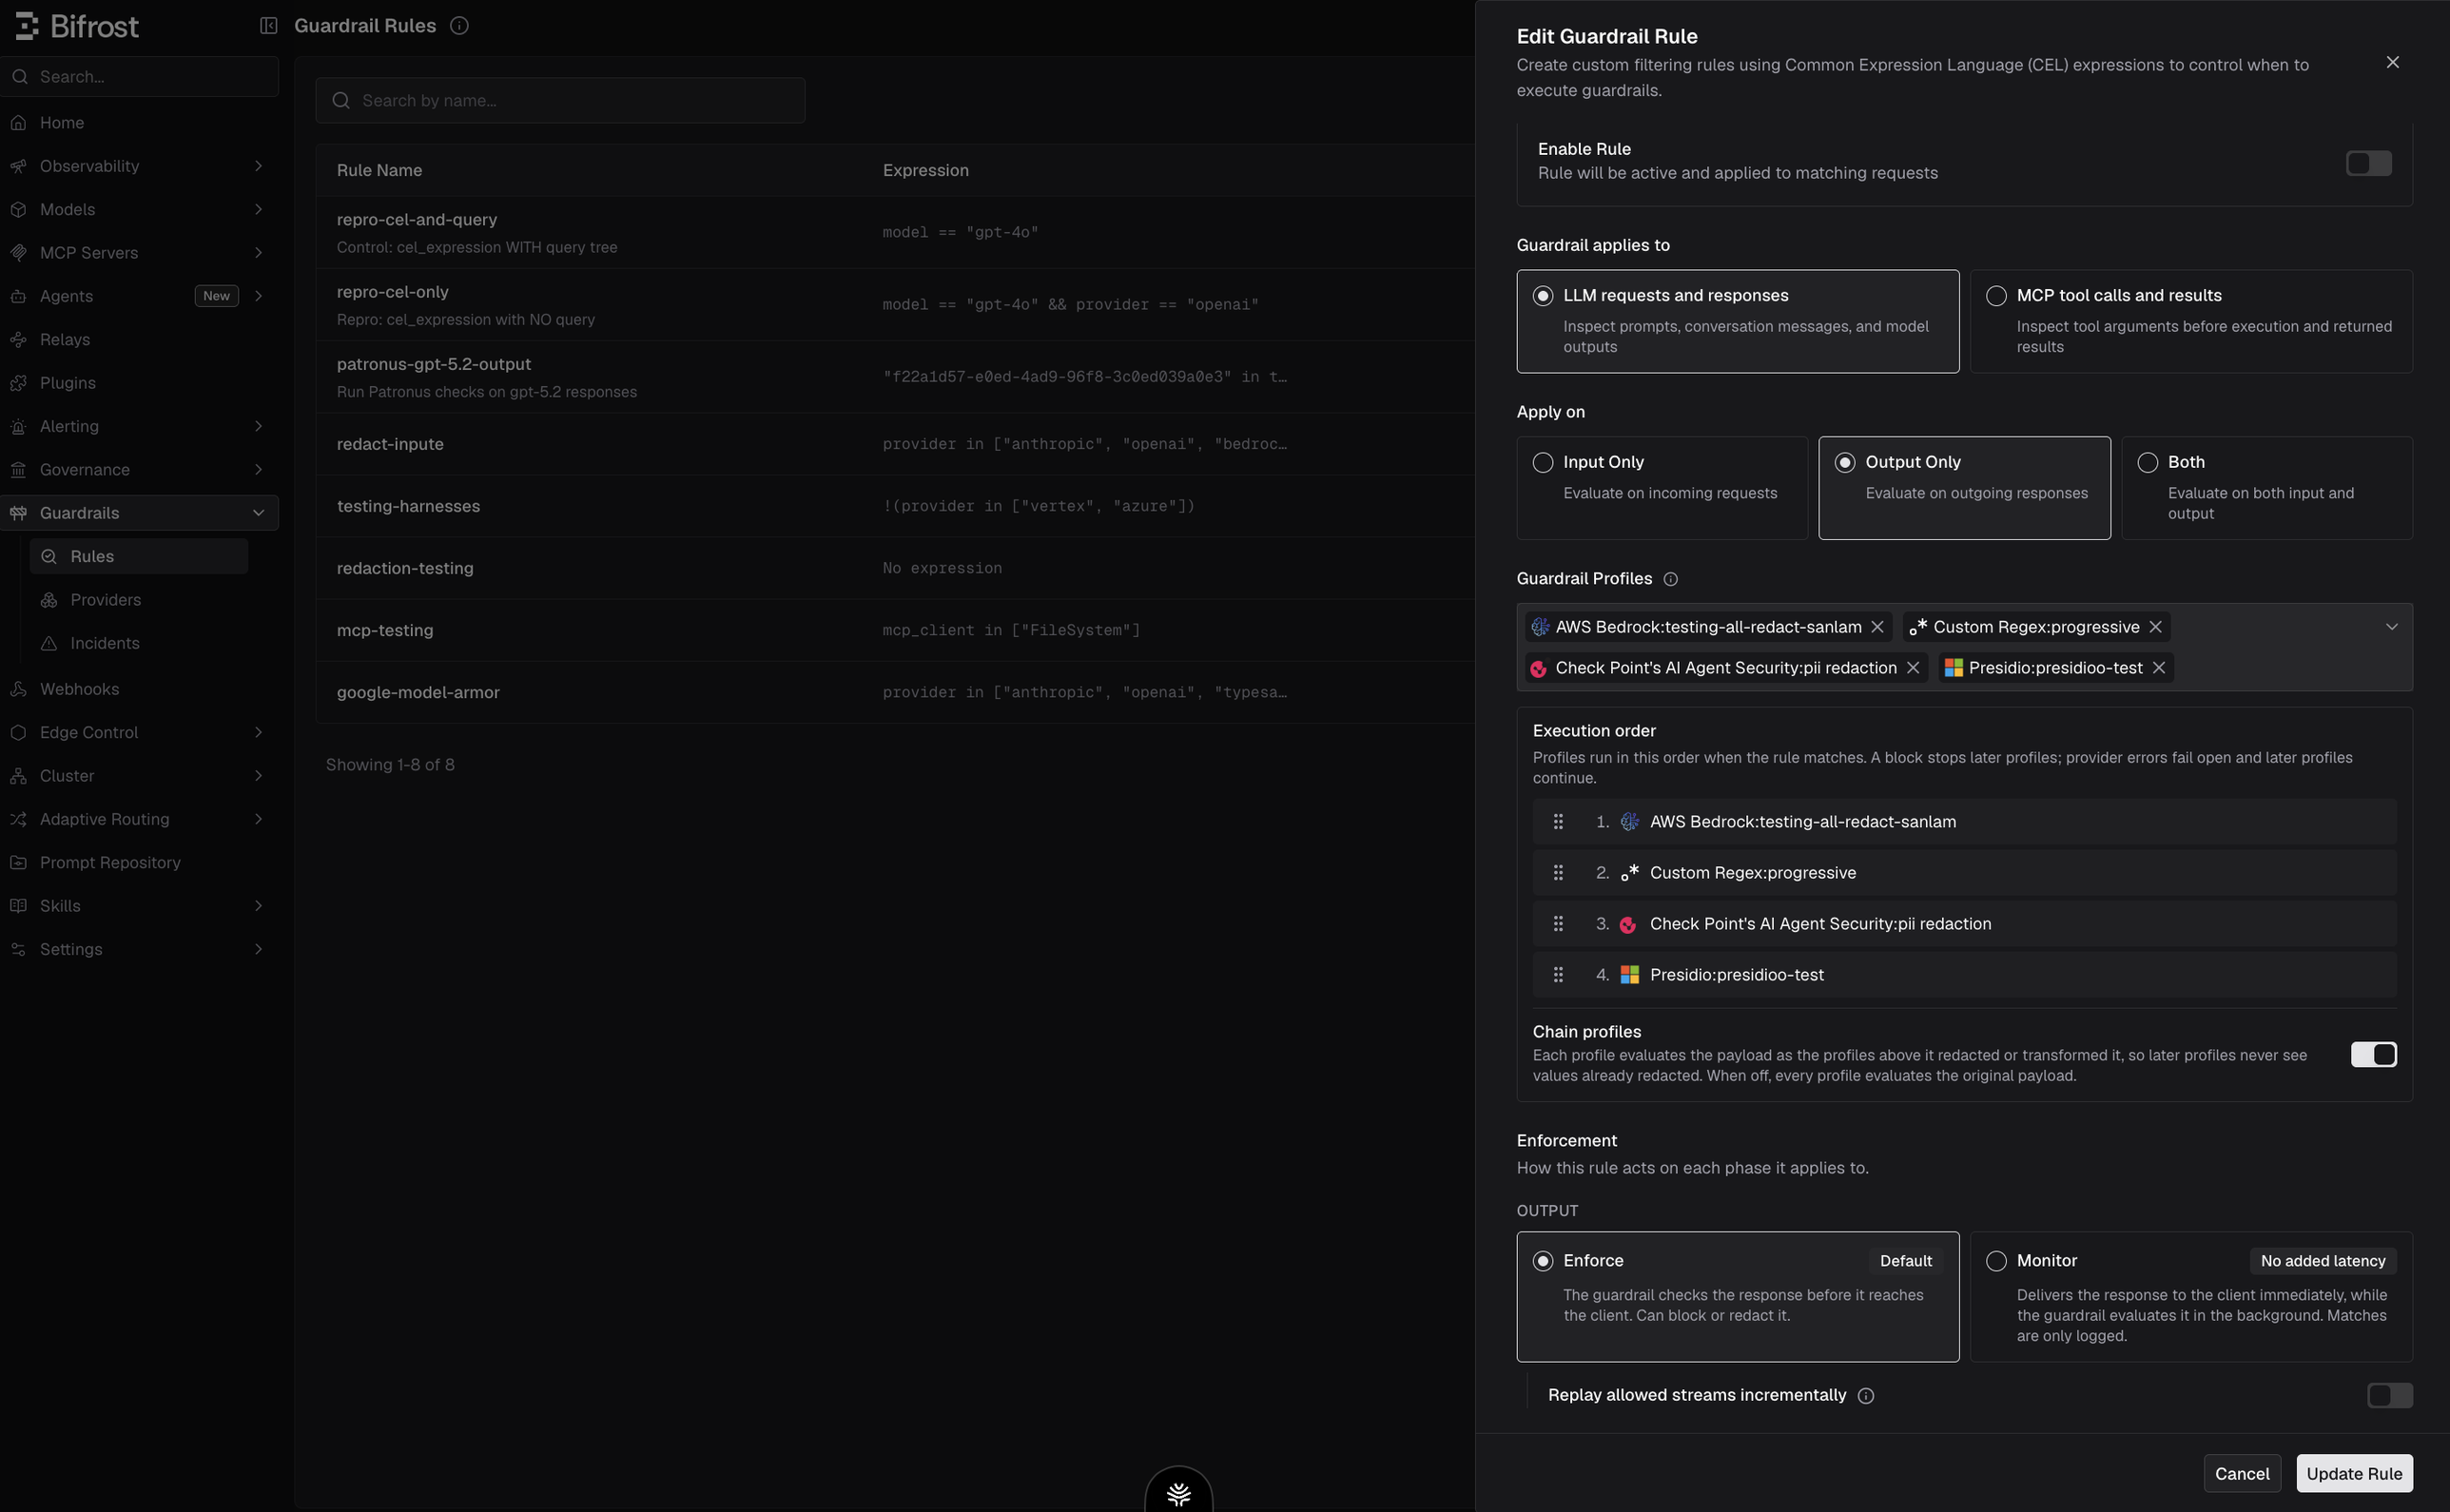 Bifrost
Search...
Home
Observability
Models
MCP Servers
Agents New
Relays
Plugins
Alerting
Governance
Guardrails
Rules
Providers
Incidents
Webhooks
Edge Control
Cluster
Adaptive Routing
Prompt Repository
Skills
Settings
Guardrail Rules
Search by name...
Rule Name Expression
repro-cel-and-query
Control: cel_expression WITH query tree
model == "gpt-4o"
repro-cel-only
Repro: cel_expression with NO query
model == "gpt-4o" && provider == "openai"
patronus-gpt-5.2-output
Run Patronus checks on gpt-5.2 responses
"f22a1d57-e0ed-4ad9-96f8-3c0ed039a0e3" in t…
redact-inpute
provider in ["anthropic", "openai", "bedroc…
testing-harnesses
!(provider in ["vertex", "azure"])
redaction-testing
No expression
mcp-testing
mcp_client in ["FileSystem"]
google-model-armor
provider in ["anthropic", "openai", "typesa…
Showing 1-8 of 8
Edit Guardrail Rule
Create custom filtering rules using Common Expression Language (CEL) expressions to control when to
execute guardrails.
Enable Rule
Rule will be active and applied to matching requests
Guardrail applies to
LLM requests and responses
Inspect prompts, conversation messages, and model
outputs
MCP tool calls and results
Inspect tool arguments before execution and returned
results
Apply on
Input Only
Evaluate on incoming requests
Output Only
Evaluate on outgoing responses
Both
Evaluate on both input and
output
Guardrail Profiles
AWS Bedrock:testing-all-redact-sanlam
Custom Regex:progressive
Check Point's AI Agent Security:pii redaction
Presidio:presidioo-test
Execution order
Profiles run in this order when the rule matches. A block stops later profiles; provider errors fail open and later profiles
continue.
1. AWS Bedrock:testing-all-redact-sanlam
2. Custom Regex:progressive
3. Check Point's AI Agent Security:pii redaction
4. Presidio:presidioo-test
Chain profiles
Each profile evaluates the payload as the profiles above it redacted or transformed it, so later profiles never see
values already redacted. When off, every profile evaluates the original payload.
Enforcement
How this rule acts on each phase it applies to.
OUTPUT
Enforce Default
The guardrail checks the response before it reaches
the client. Can block or redact it.
Monitor No added latency
Delivers the response to the client immediately, while
the guardrail evaluates it in the background. Matches
are only logged.
Replay allowed streams incrementally
Cancel
Update Rule